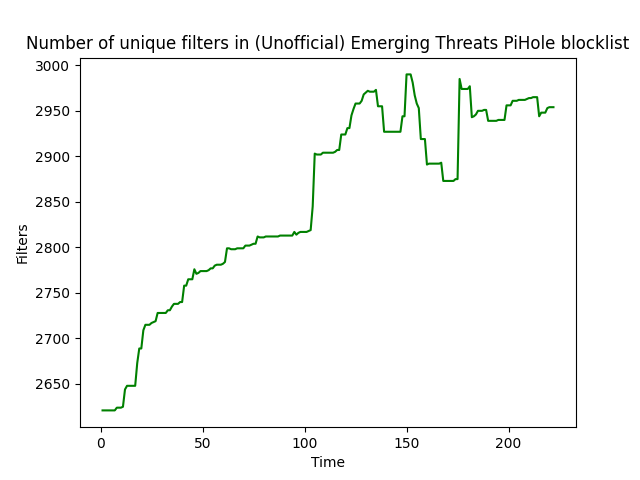 Number of unique filters in (Unofficial) Emerging Threats PiHole blocklist
3000
2950
2900
2850
2800
2750
2700
2650
Filters
0 50 100 150 200
Time